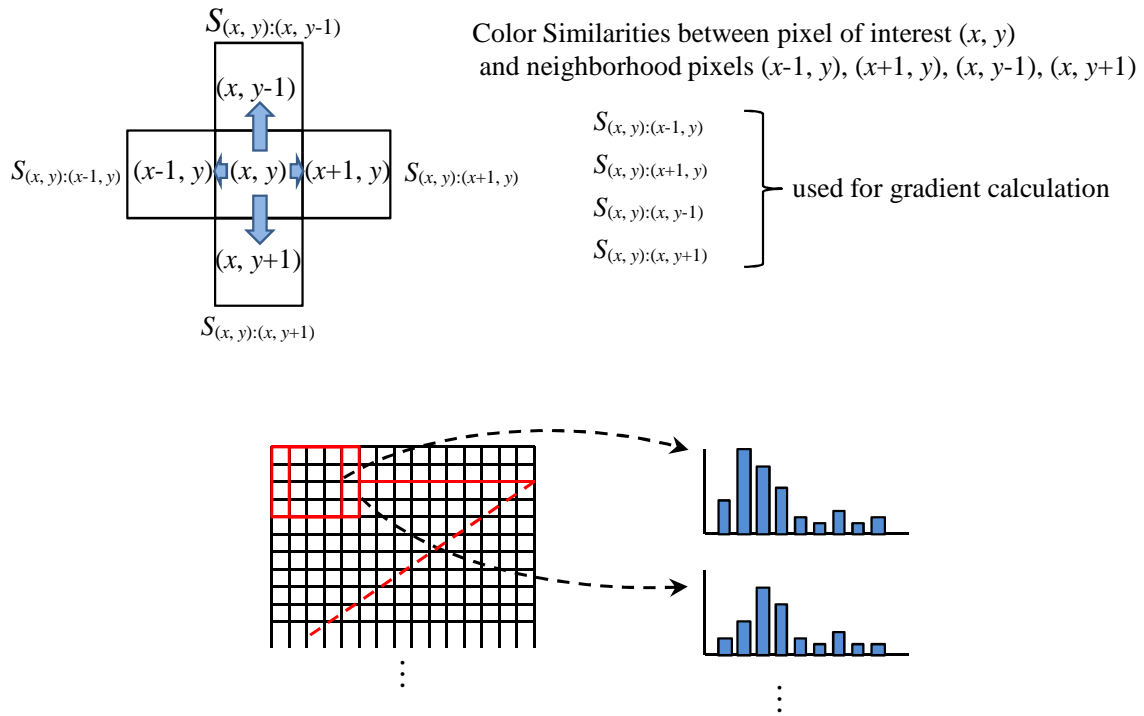 S(x, y):(x, y-1)
(x, y-1)
S(x, y):(x-1, y) (x-1, y) (x, y) (x+1, y) S(x, y):(x+1, y)
(x, y+1)
S(x, y):(x, y+1)
Color Similarities between pixel of interest (x, y)
and neighborhood pixels (x-1, y), (x+1, y), (x, y-1), (x, y+1)
S(x, y):(x-1, y)
S(x, y):(x+1, y)
S(x, y):(x, y-1)
S(x, y):(x, y+1)
used for gradient calculation
⋮
⋮